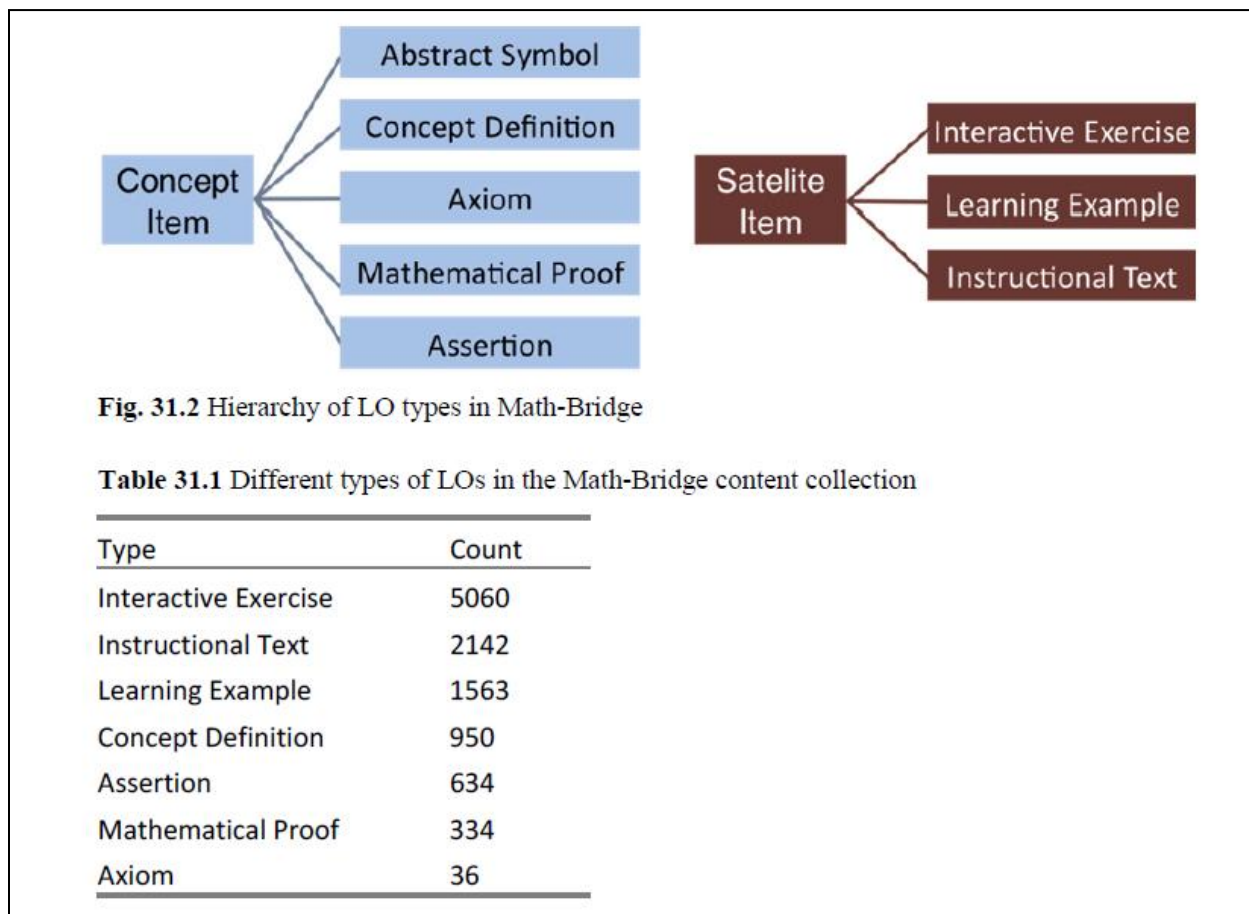 Concept
Item
Abstract Symbol
Concept Definition
Axiom
Mathematical Proof
Assertion
Satelite
Item
Interactive Exercise
Learning Example
Instructional Text
Fig. 31.2 Hierarchy of LO types in Math-Bridge
Table 31.1 Different types of LOs in the Math-Bridge content collection
Type Count
Interactive Exercise 5060
Instructional Text 2142
Learning Example 1563
Concept Definition 950
Assertion 634
Mathematical Proof 334
Axiom 36